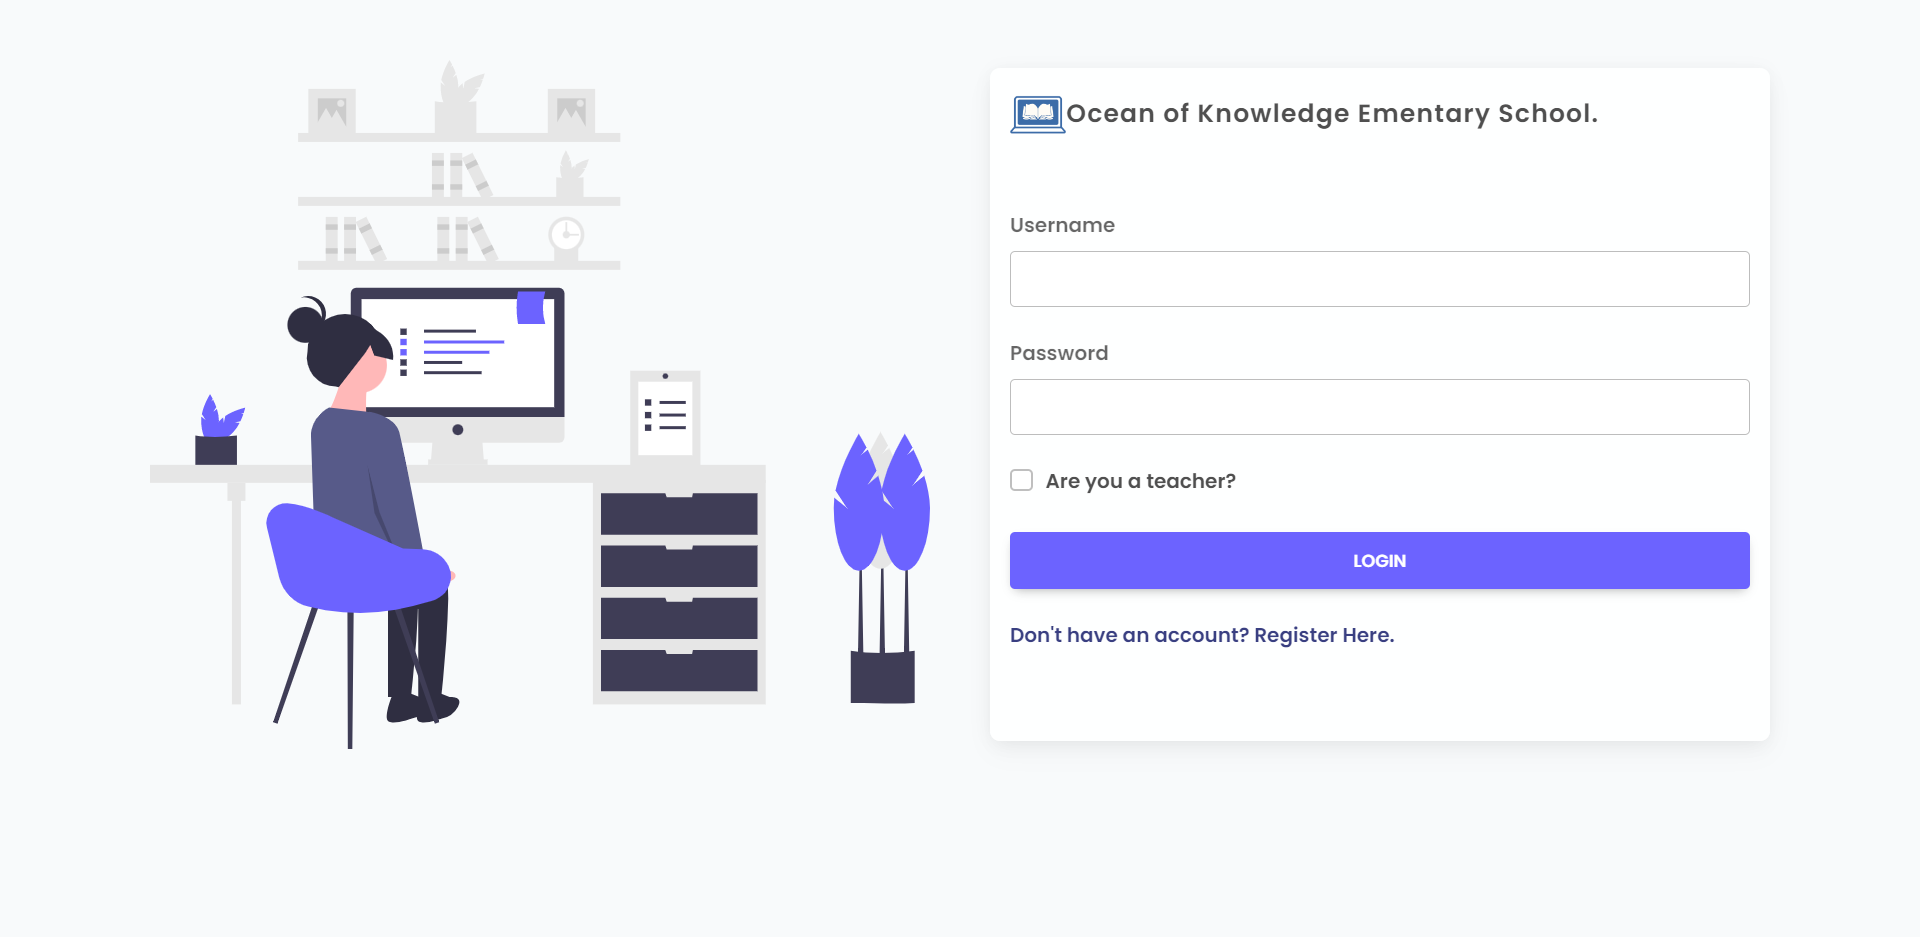 Ocean of Knowledge Ementary School.
Username
Password
Are you a teacher?
LOGIN
Don't have an account? Register Here.